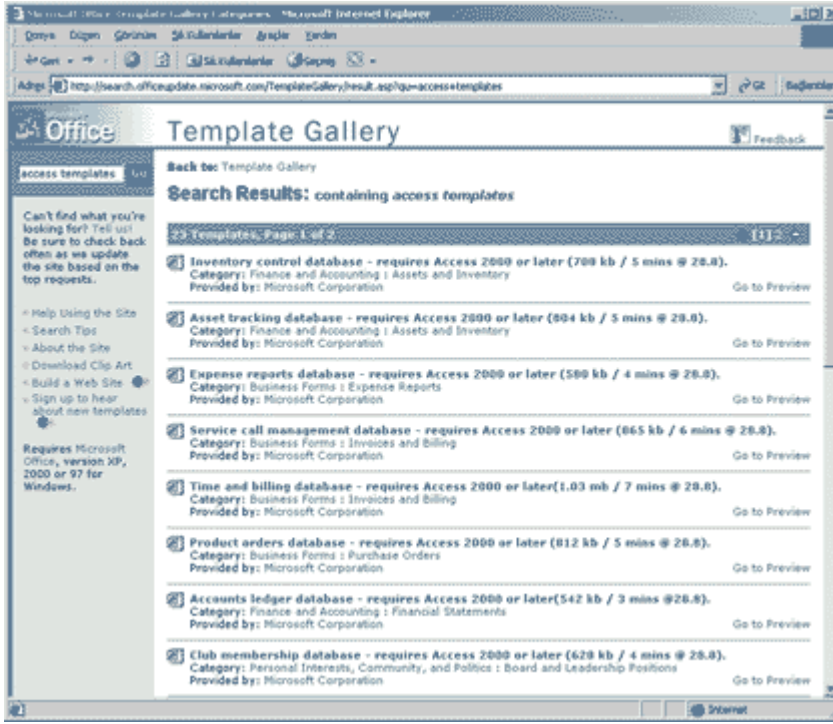 Microsoft Office Template Gallery Categories - Microsoft Internet Explorer
Dosya Düzen Görünüm Sık Kullanılanlar Araçlar Yardım
Geri Sık Kullanılanlar Geçmiş
Adres http://search.officeupdate.microsoft.com/TemplateGallery/result.asp?qu=access+templates Git Bağlantılar
Office Template Gallery Feedback
access templates Go
Back to: Template Gallery
Search Results: containing access templates
Can't find what you're
looking for? Tell us!
Be sure to check back
often as we update
the site based on the
top requests.
Help Using the Site
Search Tips
About the Site
Download Clip Art
Build a Web Site
Sign up to hear
about new templates
Requires Microsoft
Office, version XP,
2000 or 97 for
Windows.
23 Templates, Page 1 of 2 [1] 2
Inventory control database - requires Access 2000 or later (700 kb / 5 mins @ 28.8).
Category: Finance and Accounting : Assets and Inventory
Provided by: Microsoft Corporation Go to Preview
Asset tracking database - requires Access 2000 or later (804 kb / 5 mins @ 28.8).
Category: Finance and Accounting : Assets and Inventory
Provided by: Microsoft Corporation Go to Preview
Expense reports database - requires Access 2000 or later (580 kb / 4 mins @ 28.8).
Category: Business Forms : Expense Reports
Provided by: Microsoft Corporation Go to Preview
Service call management database - requires Access 2000 or later (865 kb / 6 mins @ 28.8).
Category: Business Forms : Invoices and Billing
Provided by: Microsoft Corporation Go to Preview
Time and billing database - requires Access 2000 or later(1.03 mb / 7 mins @ 28.8).
Category: Business Forms : Invoices and Billing
Provided by: Microsoft Corporation Go to Preview
Product orders database - requires Access 2000 or later (812 kb / 5 mins @ 28.8).
Category: Business Forms : Purchase Orders
Provided by: Microsoft Corporation Go to Preview
Accounts ledger database - requires Access 2000 or later(542 kb / 3 mins @28.8).
Category: Finance and Accounting : Financial Statements
Provided by: Microsoft Corporation Go to Preview
Club membership database - requires Access 2000 or later (628 kb / 4 mins @ 28.8).
Category: Personal Interests, Community, and Politics : Board and Leadership Positions
Provided by: Microsoft Corporation Go to Preview
Internet